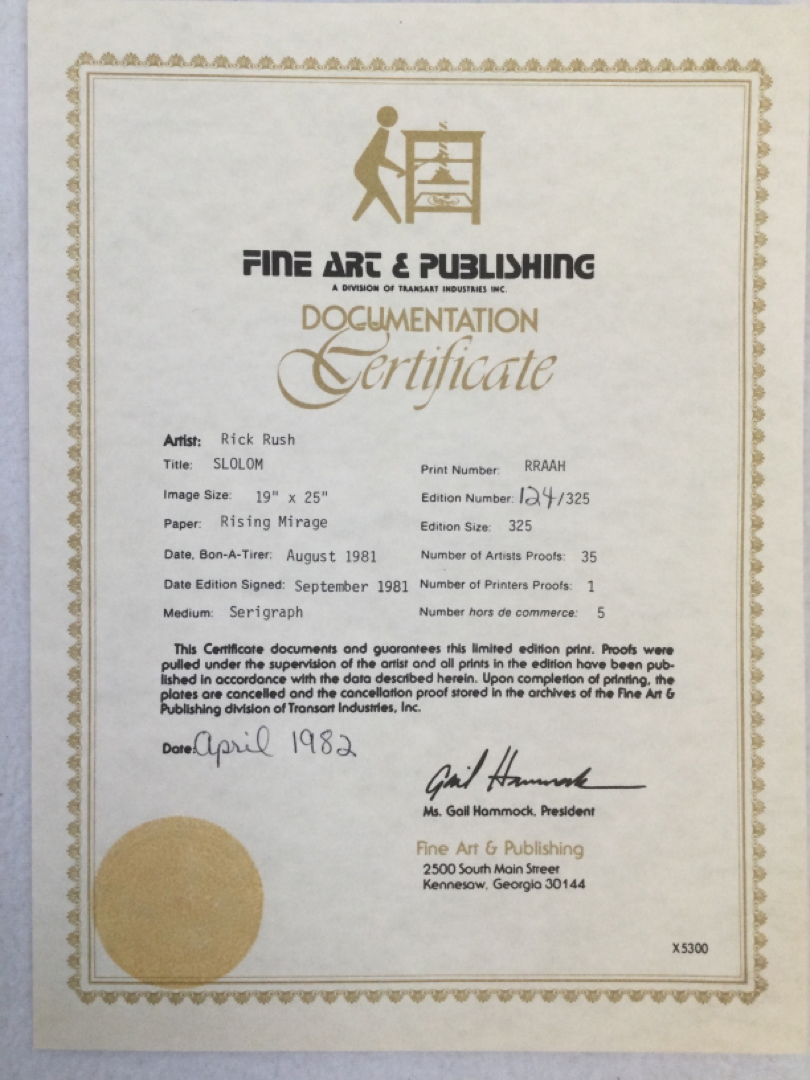 FINE ART & PUBLISHING
A DIVISION OF TRANSART INDUSTRIES INC.
DOCUMENTATION
Certificate
Artist: Rick Rush
Title: SLOLOM
Print Number: RRAAH
Image Size: 19" x 25"
Edition Number: 124/325
Paper: Rising Mirage
Edition Size: 325
Date, Bon-A-Tirer: August 1981
Number of Artists Proofs: 35
Date Edition Signed: September 1981
Number of Printers Proofs: 1
Medium: Serigraph
Number hors de commerce: 5
This Certificate documents and guarantees this limited edition print. Proofs were
pulled under the supervision of the artist and all prints in the edition have been pub-
lished in accordance with the data described herein. Upon completion of printing, the
plates are cancelled and the cancellation proof stored in the archives of the Fine Art &
Publishing division of Transart Industries, Inc.
Date: April 1982
Gail Hammock
Ms. Gail Hammock, President
Fine Art & Publishing
2500 South Main Street
Kennesaw, Georgia 30144
X5300